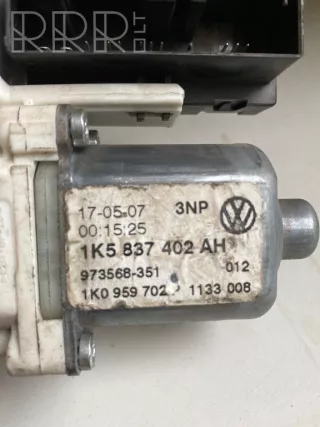 RRR.LT
17-05-07 3NP
00:15:25
1K5 837 402 AH
973568-351 012
1K0 959 702 P 1133 008